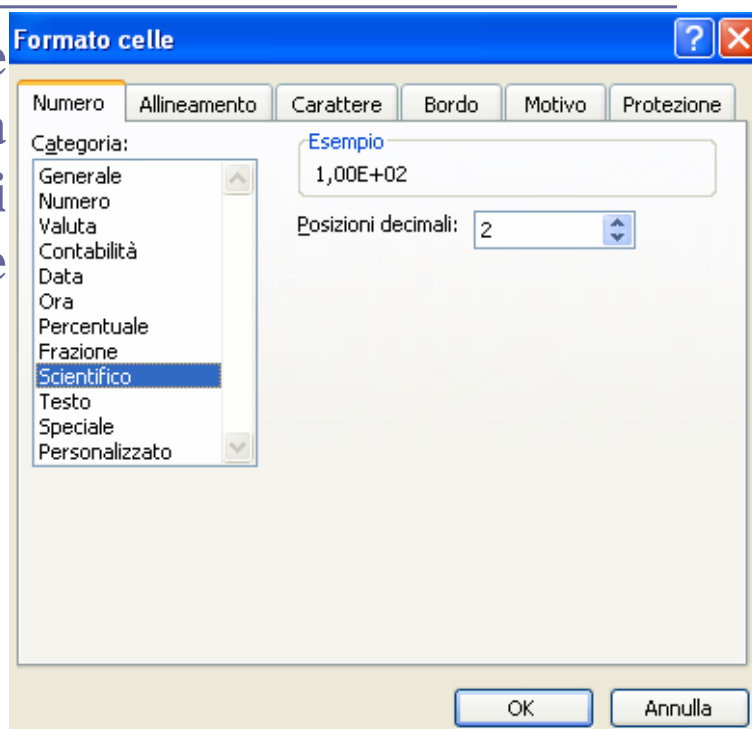 Formato celle
e
a
i
e
Numero Allineamento Carattere Bordo Motivo Protezione
Categoria:
Generale
Numero
Valuta
Contabilità
Data
Ora
Percentuale
Frazione
Scientifico
Testo
Speciale
Personalizzato
Esempio
1,00E+02
Posizioni decimali: 2
OK Annulla